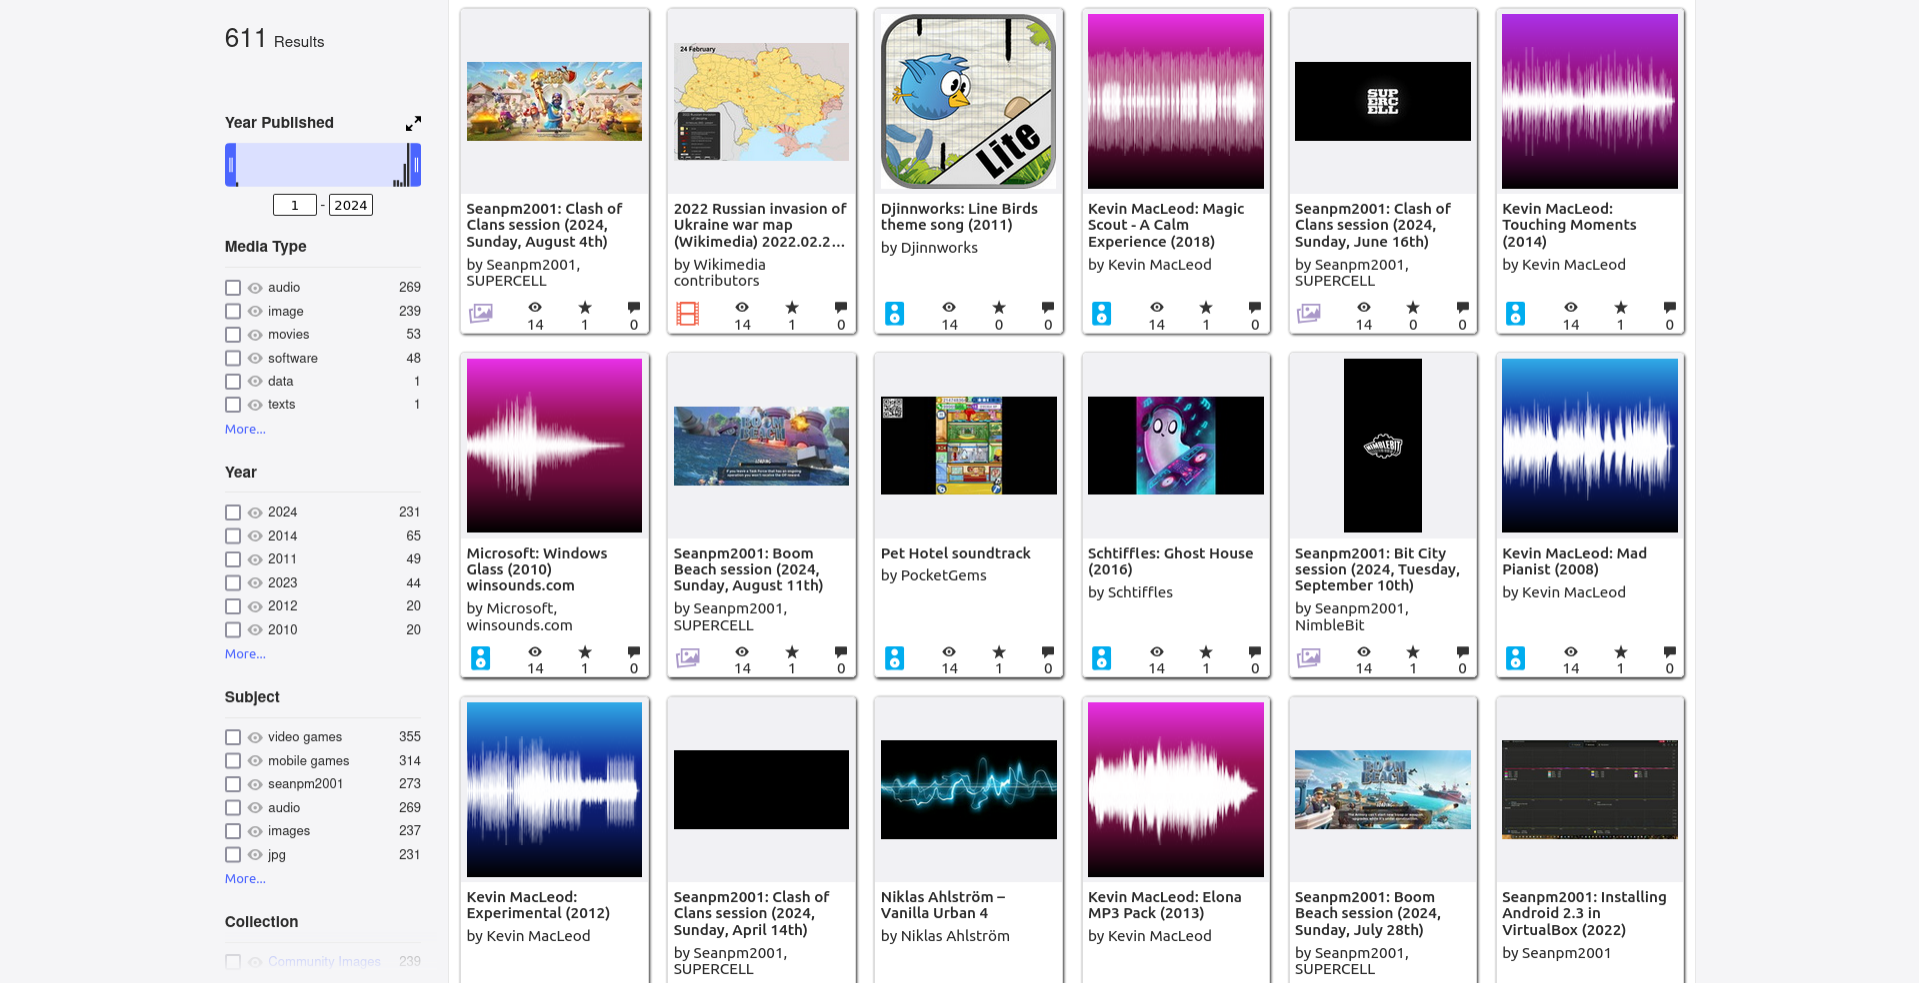 611 Results
Year Published
1 - 2024
Media Type
audio 269
image 239
movies 53
software 48
data 1
texts 1
More...
Year
2024 231
2014 65
2011 49
2023 44
2012 20
2010 20
More...
Subject
video games 355
mobile games 314
seanpm2001 273
audio 269
images 237
jpg 231
More...
Collection
Community Images 239
Seanpm2001: Clash of
Clans session (2024,
Sunday, August 4th)
by Seanpm2001,
SUPERCELL
14 1 0
24 February
2022 Russian invasion of
Ukraine war map
(Wikimedia) 2022.02.2...
by Wikimedia
contributors
14 1 0
Lite
Djinnworks: Line Birds
theme song (2011)
by Djinnworks
14 0 0
Kevin MacLeod: Magic
Scout - A Calm
Experience (2018)
by Kevin MacLeod
14 1 0
SUP
ERC
ELL
Seanpm2001: Clash of
Clans session (2024,
Sunday, June 16th)
by Seanpm2001,
SUPERCELL
14 0 0
Kevin MacLeod:
Touching Moments
(2014)
by Kevin MacLeod
14 1 0
Microsoft: Windows
Glass (2010)
winsounds.com
by Microsoft,
winsounds.com
14 1 0
BOOM
BEACH
Seanpm2001: Boom
Beach session (2024,
Sunday, August 11th)
by Seanpm2001,
SUPERCELL
14 1 0
Pet Hotel soundtrack
by PocketGems
14 1 0
Schtiffles: Ghost House
(2016)
by Schtiffles
14 1 0
NIMBLEBIT
Seanpm2001: Bit City
session (2024, Tuesday,
September 10th)
by Seanpm2001,
NimbleBit
14 1 0
Kevin MacLeod: Mad
Pianist (2008)
by Kevin MacLeod
14 1 0
Kevin MacLeod:
Experimental (2012)
by Kevin MacLeod
Seanpm2001: Clash of
Clans session (2024,
Sunday, April 14th)
by Seanpm2001,
SUPERCELL
Niklas Ahlström –
Vanilla Urban 4
by Niklas Ahlström
Kevin MacLeod: Elona
MP3 Pack (2013)
by Kevin MacLeod
BOOM
BEACH
Seanpm2001: Boom
Beach session (2024,
Sunday, July 28th)
by Seanpm2001,
SUPERCELL
Seanpm2001: Installing
Android 2.3 in
VirtualBox (2022)
by Seanpm2001